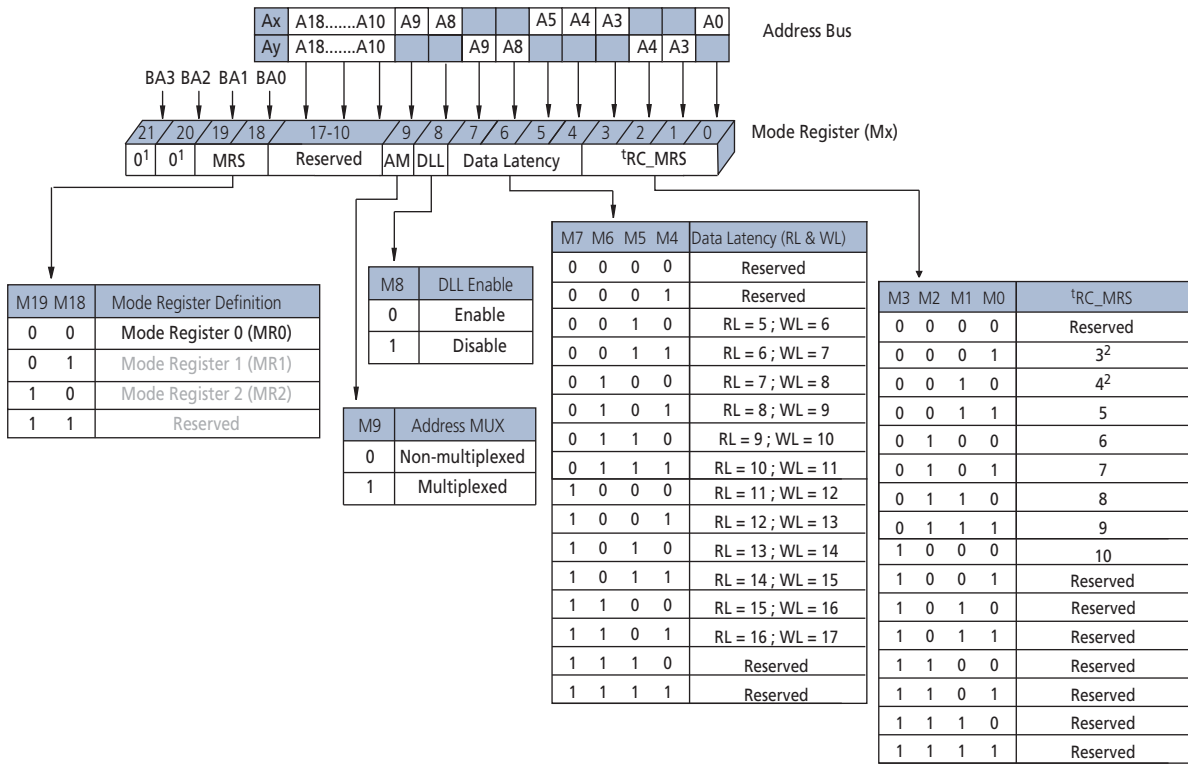 Ax A18.......A10 A9 A8 A5 A4 A3 A0
Address Bus
Ay A18.......A10 A9 A8 A4 A3
BA3 BA2 BA1 BA0
21 20 19 18 17-10 9 8 7 6 5 4 3 2 1 0
Mode Register (Mx)
0¹ 0¹ MRS Reserved AM DLL Data Latency ᵗRC_MRS
M19 M18 Mode Register Definition
0 0 Mode Register 0 (MR0)
0 1 Mode Register 1 (MR1)
1 0 Mode Register 2 (MR2)
1 1 Reserved
M8 DLL Enable
0 Enable
1 Disable
M9 Address MUX
0 Non-multiplexed
1 Multiplexed
M7 M6 M5 M4 Data Latency (RL & WL)
0 0 0 0 Reserved
0 0 0 1 Reserved
0 0 1 0 RL = 5 ; WL = 6
0 0 1 1 RL = 6 ; WL = 7
0 1 0 0 RL = 7 ; WL = 8
0 1 0 1 RL = 8 ; WL = 9
0 1 1 0 RL = 9 ; WL = 10
0 1 1 1 RL = 10 ; WL = 11
1 0 0 0 RL = 11 ; WL = 12
1 0 0 1 RL = 12 ; WL = 13
1 0 1 0 RL = 13 ; WL = 14
1 0 1 1 RL = 14 ; WL = 15
1 1 0 0 RL = 15 ; WL = 16
1 1 0 1 RL = 16 ; WL = 17
1 1 1 0 Reserved
1 1 1 1 Reserved
M3 M2 M1 M0 ᵗRC_MRS
0 0 0 0 Reserved
0 0 0 1 3²
0 0 1 0 4²
0 0 1 1 5
0 1 0 0 6
0 1 0 1 7
0 1 1 0 8
0 1 1 1 9
1 0 0 0 10
1 0 0 1 Reserved
1 0 1 0 Reserved
1 0 1 1 Reserved
1 1 0 0 Reserved
1 1 0 1 Reserved
1 1 1 0 Reserved
1 1 1 1 Reserved